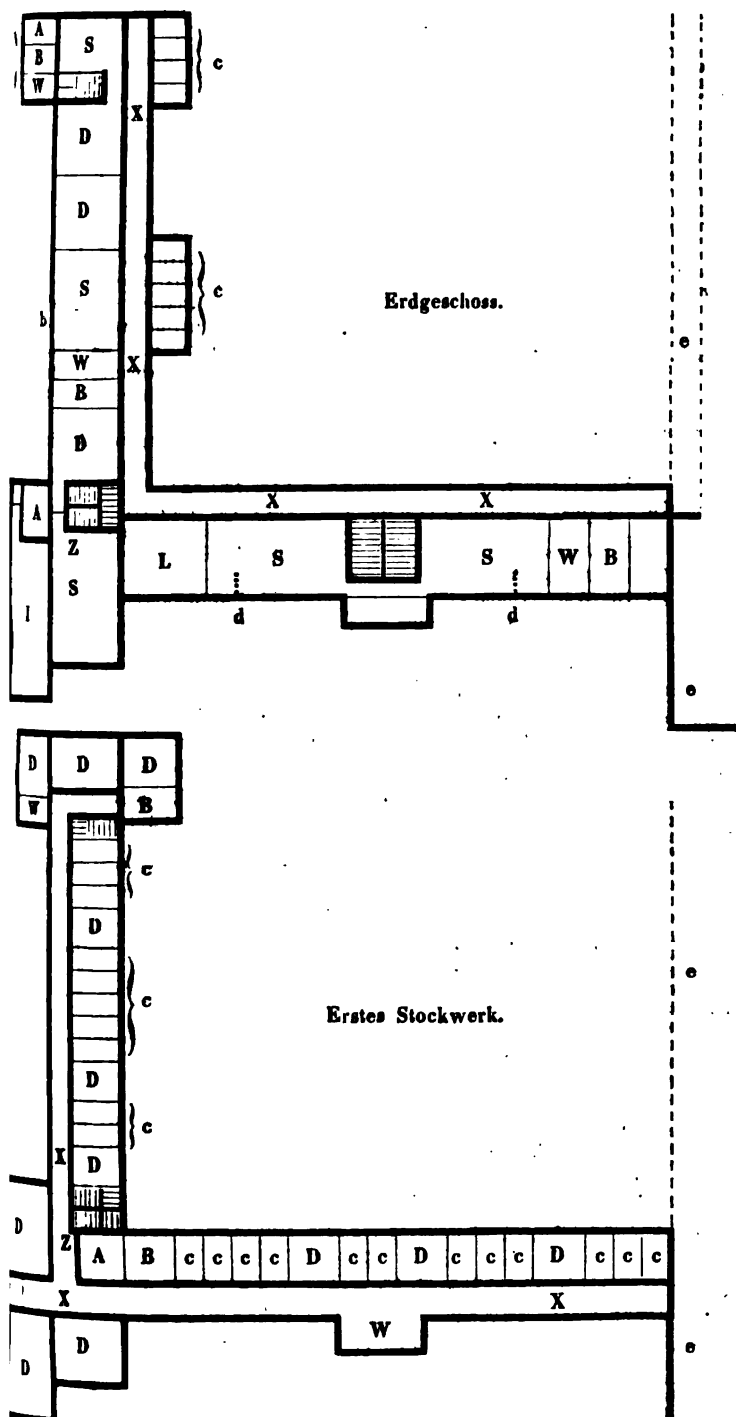 A S
B c
W
X
D
D
S c
Erdgeschoss.
b e
W X
B
D
X X
A
Z L S S W B
S
l d d
e
D D D
W B
c
D
e
c
Erstes Stockwerk.
D
c
X D
D
Z A B c c c c D c c D c c c D c c c
X X
W
D D e